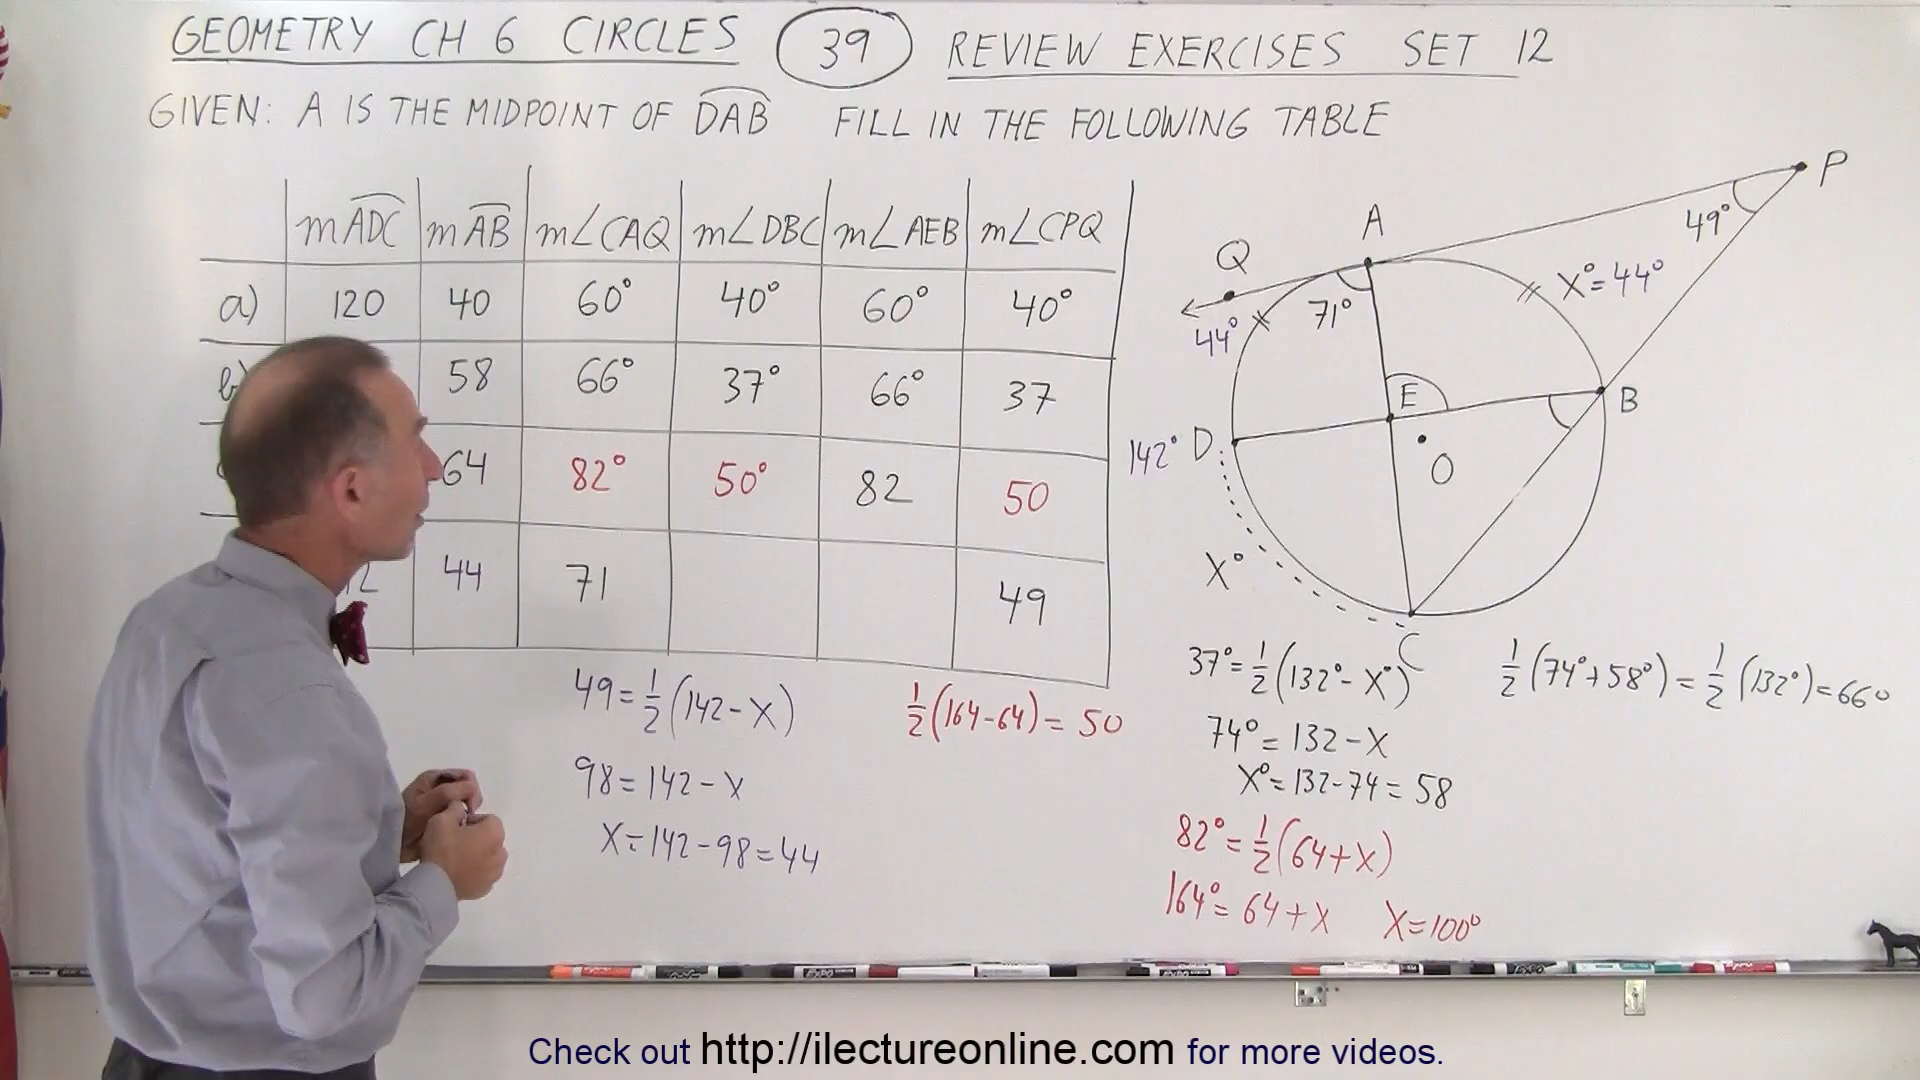 GEOMETRY CH 6 CIRCLES 39 REVIEW EXERCISES SET 12
GIVEN: A IS THE MIDPOINT OF DAB FILL IN THE FOLLOWING TABLE
mADC mAB m∠CAQ m∠DBC m∠AEB m∠CPQ
a) 120 40 60° 40° 60° 40°
58 66° 37° 66° 37
64 82° 50° 82 50
44 71 49
49=1/2(142-X)
98=142-X
X=142-98=44
1/2(164-64)=50
P
A
49°
Q
X°=44°
71°
44°
E
B
142° D
O
X°
C
37°=1/2(132°-X°)
1/2(74°+58°)=1/2(132°)=66°
74°=132-X
X°=132-74=58
82°=1/2(64+X)
164°=64+X X=100°
EXPO
EXPO
EXPO
EXPO
Check out http://ilectureonline.com for more videos.